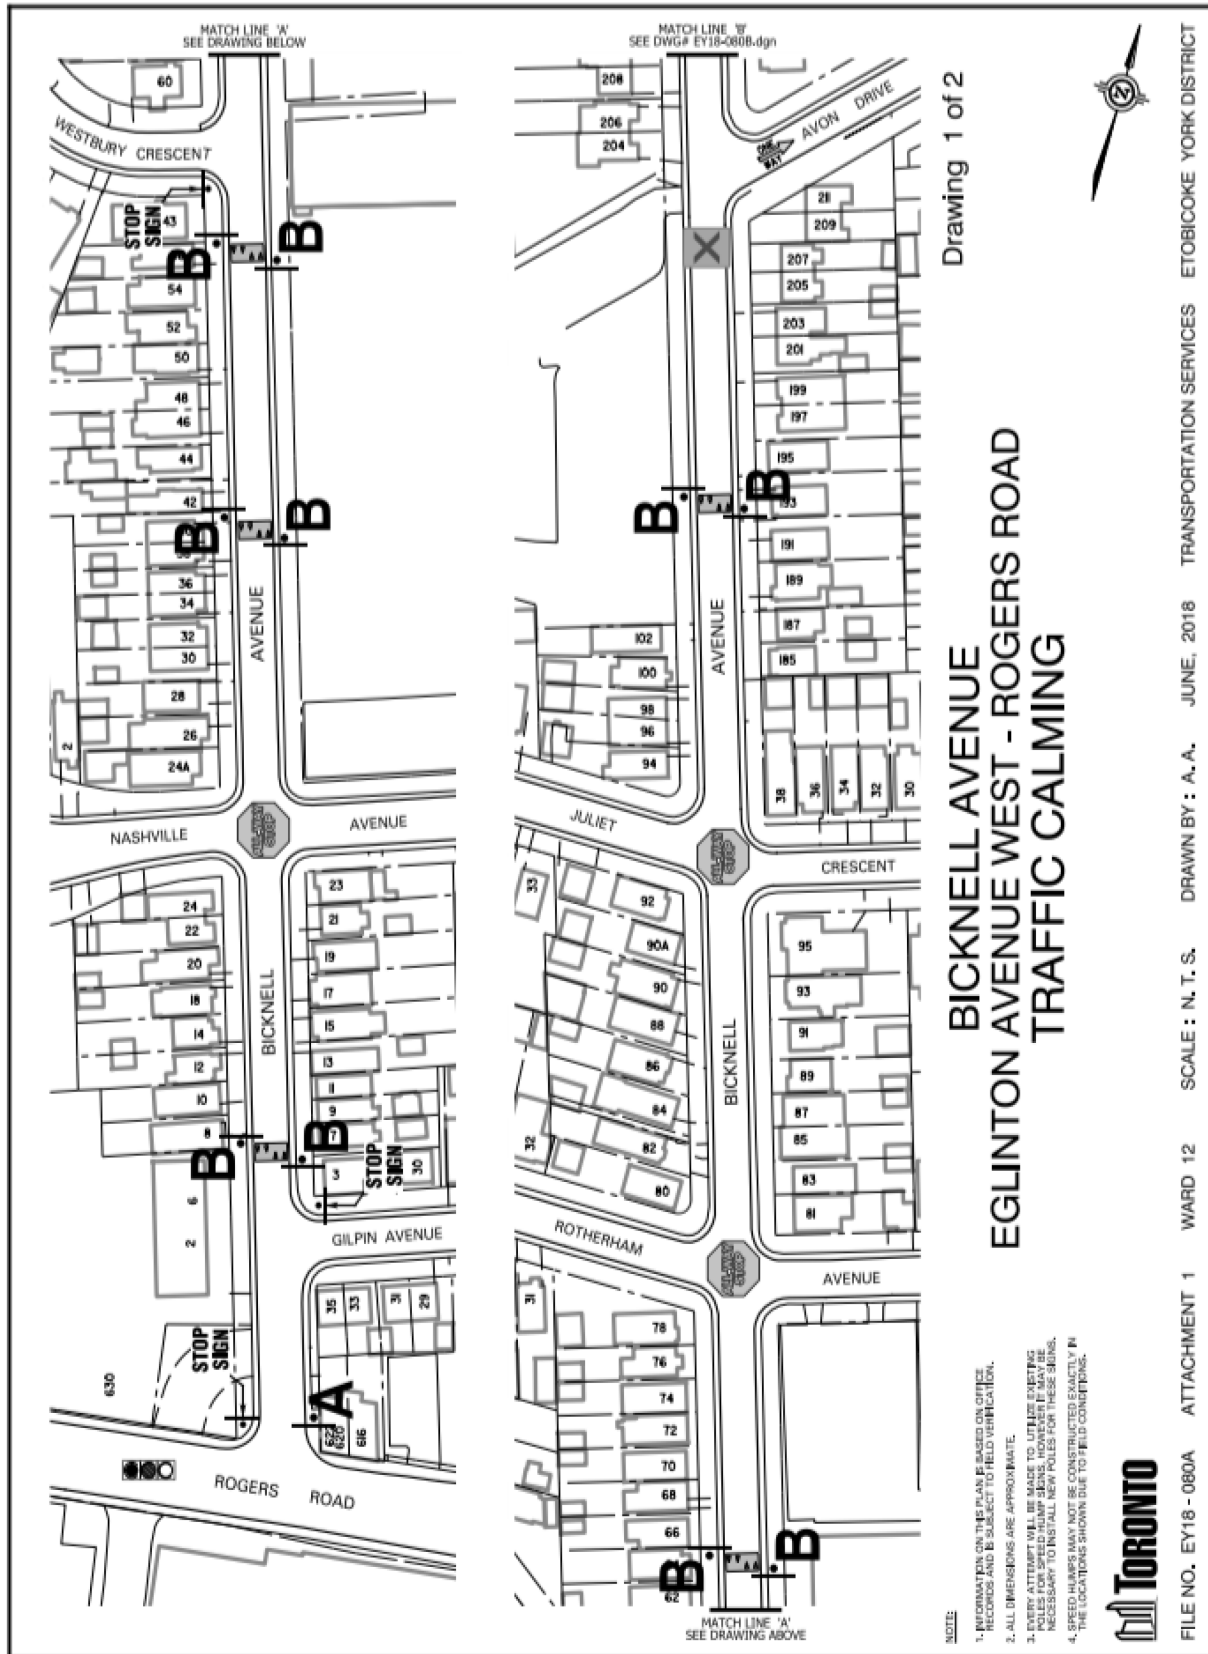 MATCH LINE 'A'
SEE DRAWING BELOW
60
WESTBURY CRESCENT
STOP
SIGN
43
B
B
54
52
50
48
46
44
42
B
B
36
34
32
30
28
26
24A
2
AVENUE
NASHVILLE
AVENUE
ALL-WAY
STOP
24
22
20
18
14
12
10
8
6
2
23
21
19
17
15
13
11
9
7
3
30
BICKNELL
B
B
STOP
SIGN
GILPIN AVENUE
35
33
31
29
STOP
SIGN
630
A
622
620
616
ROGERS ROAD
MATCH LINE 'B'
SEE DWG# EY18-080B.dgn
208
206
204
AVON DRIVE
ONE
WAY
X
211
209
207
205
203
201
199
197
195
193
191
189
187
185
B
B
AVENUE
102
100
98
96
94
38
36
34
32
30
JULIET
CRESCENT
ALL-WAY
STOP
33
92
90A
90
88
86
84
82
80
32
95
93
91
89
87
85
83
81
BICKNELL
ROTHERHAM
AVENUE
ALL-WAY
STOP
31
78
76
74
72
70
68
66
62
B
B
MATCH LINE 'A'
SEE DRAWING ABOVE
Drawing 1 of 2
BICKNELL AVENUE
EGLINTON AVENUE WEST - ROGERS ROAD
TRAFFIC CALMING
Z
NOTE:
1. INFORMATION ON THIS PLAN IS BASED ON OFFICE
RECORDS AND IS SUBJECT TO FIELD VERIFICATION.
2. ALL DIMENSIONS ARE APPROXIMATE.
3. EVERY ATTEMPT WILL BE MADE TO UTILIZE EXISTING
POLES FOR SPEED HUMP SIGNS, HOWEVER IT MAY BE
NECESSARY TO INSTALL NEW POLES FOR THESE SIGNS.
4. SPEED HUMPS MAY NOT BE CONSTRUCTED EXACTLY IN
THE LOCATIONS SHOWN DUE TO FIELD CONDITIONS.
TORONTO
FILE NO. EY18 - 080A ATTACHMENT 1 WARD 12 SCALE : N. T. S. DRAWN BY : A. A. JUNE, 2018 TRANSPORTATION SERVICES ETOBICOKE YORK DISTRICT